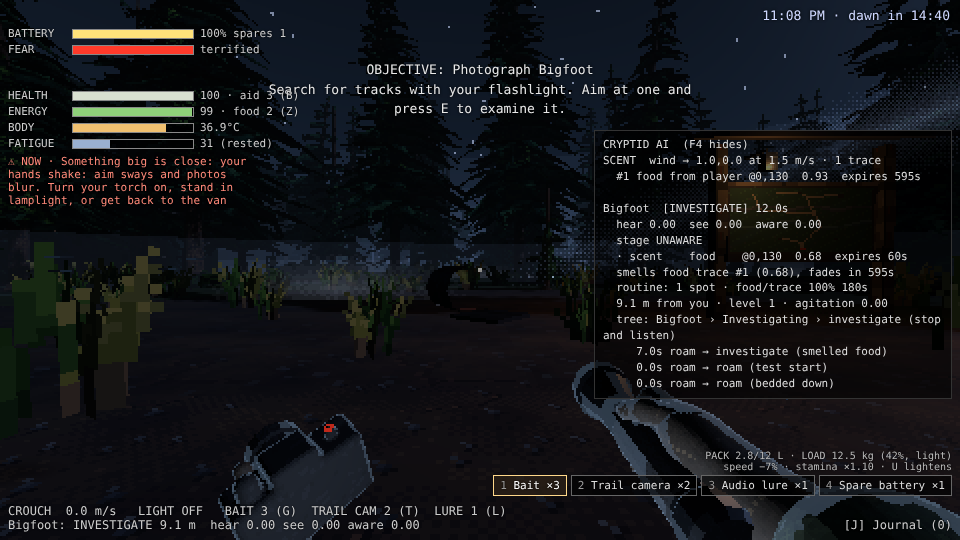 11:08 PM · dawn in 14:40
BATTERY 100% spares 1
FEAR terrified
OBJECTIVE: Photograph Bigfoot
Search for tracks with your flashlight. Aim at one and
press E to examine it.
HEALTH 100 · aid 3 (B)
ENERGY 99 · food 2 (Z)
BODY 36.9°C
FATIGUE 31 (rested)
⚠ NOW · Something big is close: your
hands shake: aim sways and photos
blur. Turn your torch on, stand in
lamplight, or get back to the van
CRYPTID AI (F4 hides)
SCENT wind → 1.0,0.0 at 1.5 m/s · 1 trace
#1 food from player @0,130 0.93 expires 595s
Bigfoot [INVESTIGATE] 12.0s
hear 0.00 see 0.00 aware 0.00
stage UNAWARE
· scent food @0,130 0.68 expires 60s
smells food trace #1 (0.68), fades in 595s
routine: 1 spot · food/trace 100% 180s
9.1 m from you · level 1 · agitation 0.00
tree: Bigfoot › Investigating › investigate (stop
and listen)
7.0s roam → investigate (smelled food)
0.0s roam → roam (test start)
0.0s roam → roam (bedded down)
PACK 2.8/12 L · LOAD 12.5 kg (42%, light)
speed −7% · stamina ×1.10 · U lightens
1 Bait ×3 2 Trail camera ×2 3 Audio lure ×1 4 Spare battery ×1
CROUCH 0.0 m/s LIGHT OFF BAIT 3 (G) TRAIL CAM 2 (T) LURE 1 (L)
Bigfoot: INVESTIGATE 9.1 m hear 0.00 see 0.00 aware 0.00
[J] Journal (0)